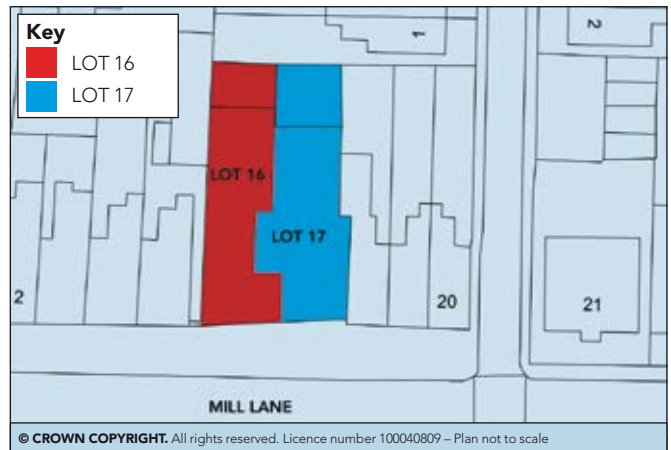 Key
LOT 16
LOT 17
1
2
LOT 16
LOT 17
2
20
21
MILL LANE
© CROWN COPYRIGHT. All rights reserved. Licence number 100040809 – Plan not to scale